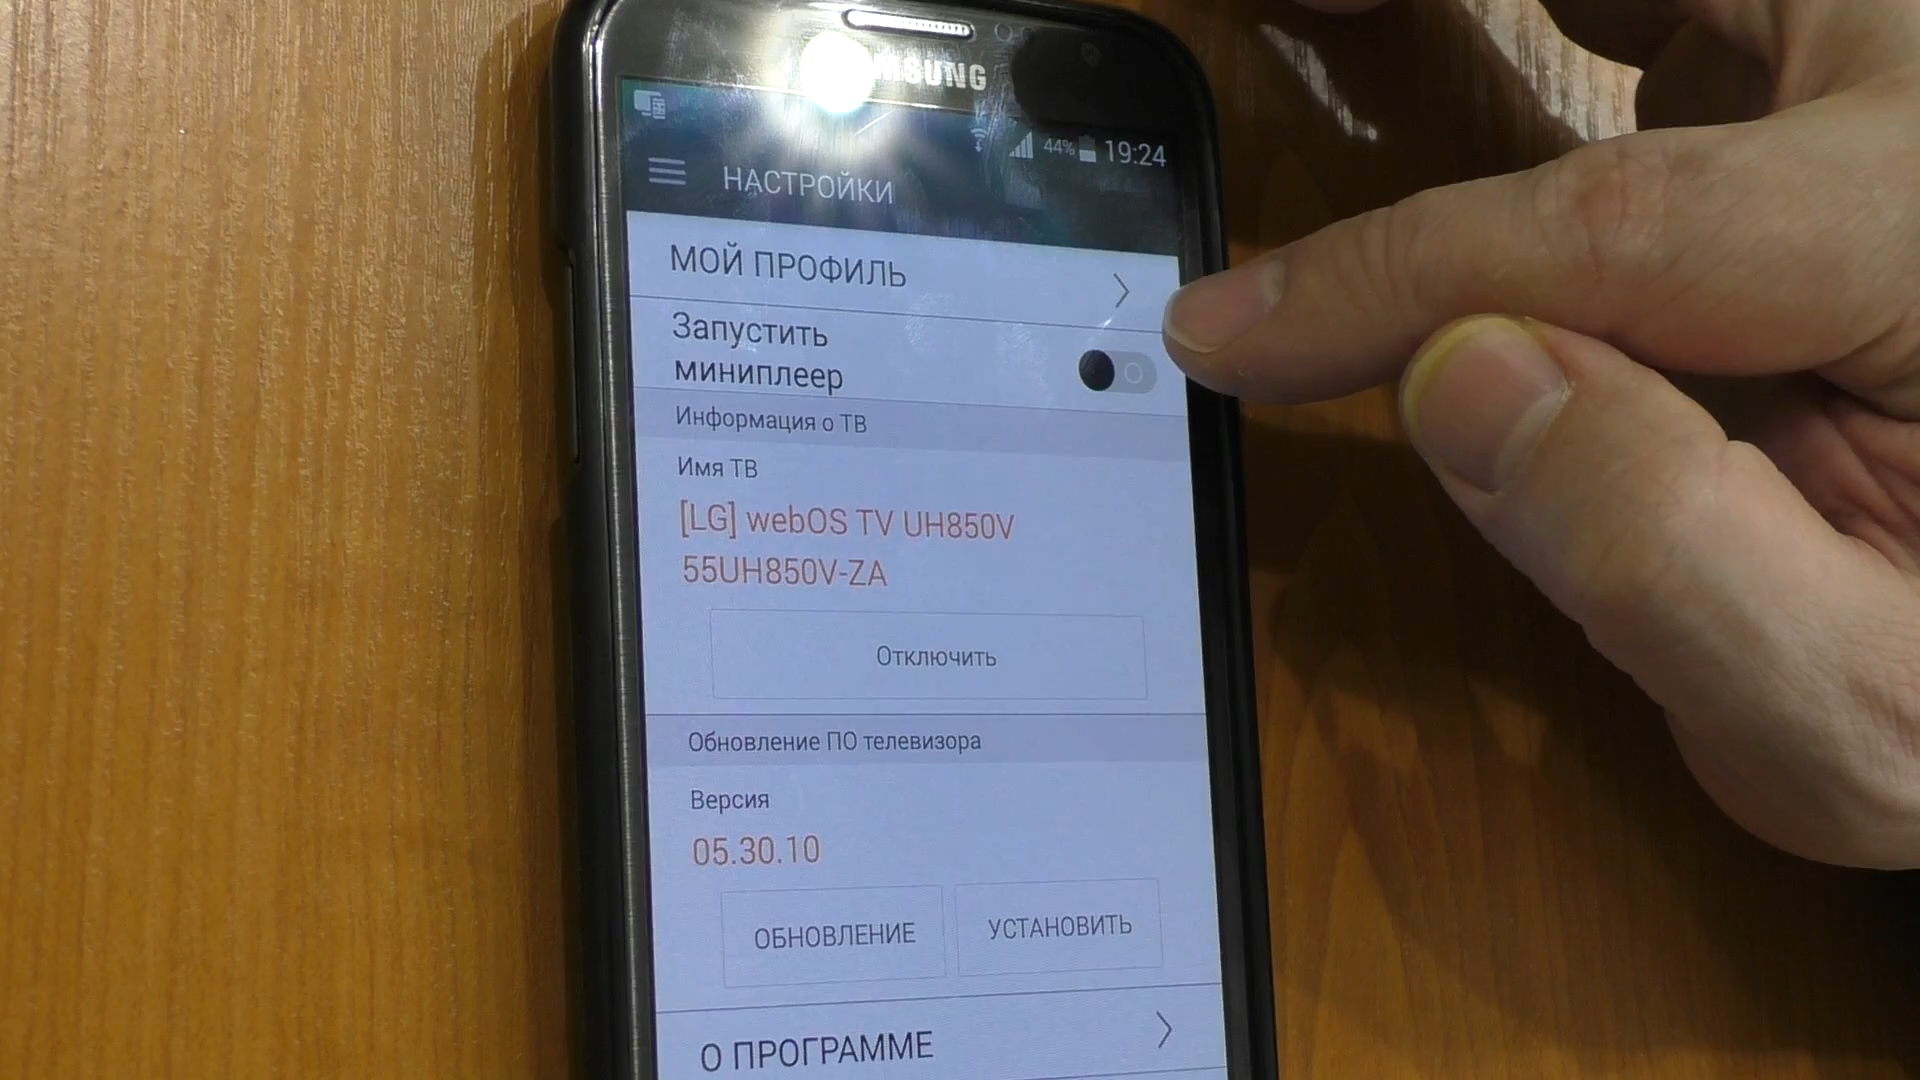 SAMSUNG
44% 19:24
НАСТРОЙКИ
МОЙ ПРОФИЛЬ
Запустить
миниплеер
Информация о ТВ
Имя ТВ
[LG] webOS TV UH850V
55UH850V-ZA
Отключить
Обновление ПО телевизора
Версия
05.30.10
ОБНОВЛЕНИЕ УСТАНОВИТЬ
О ПРОГРАММЕ